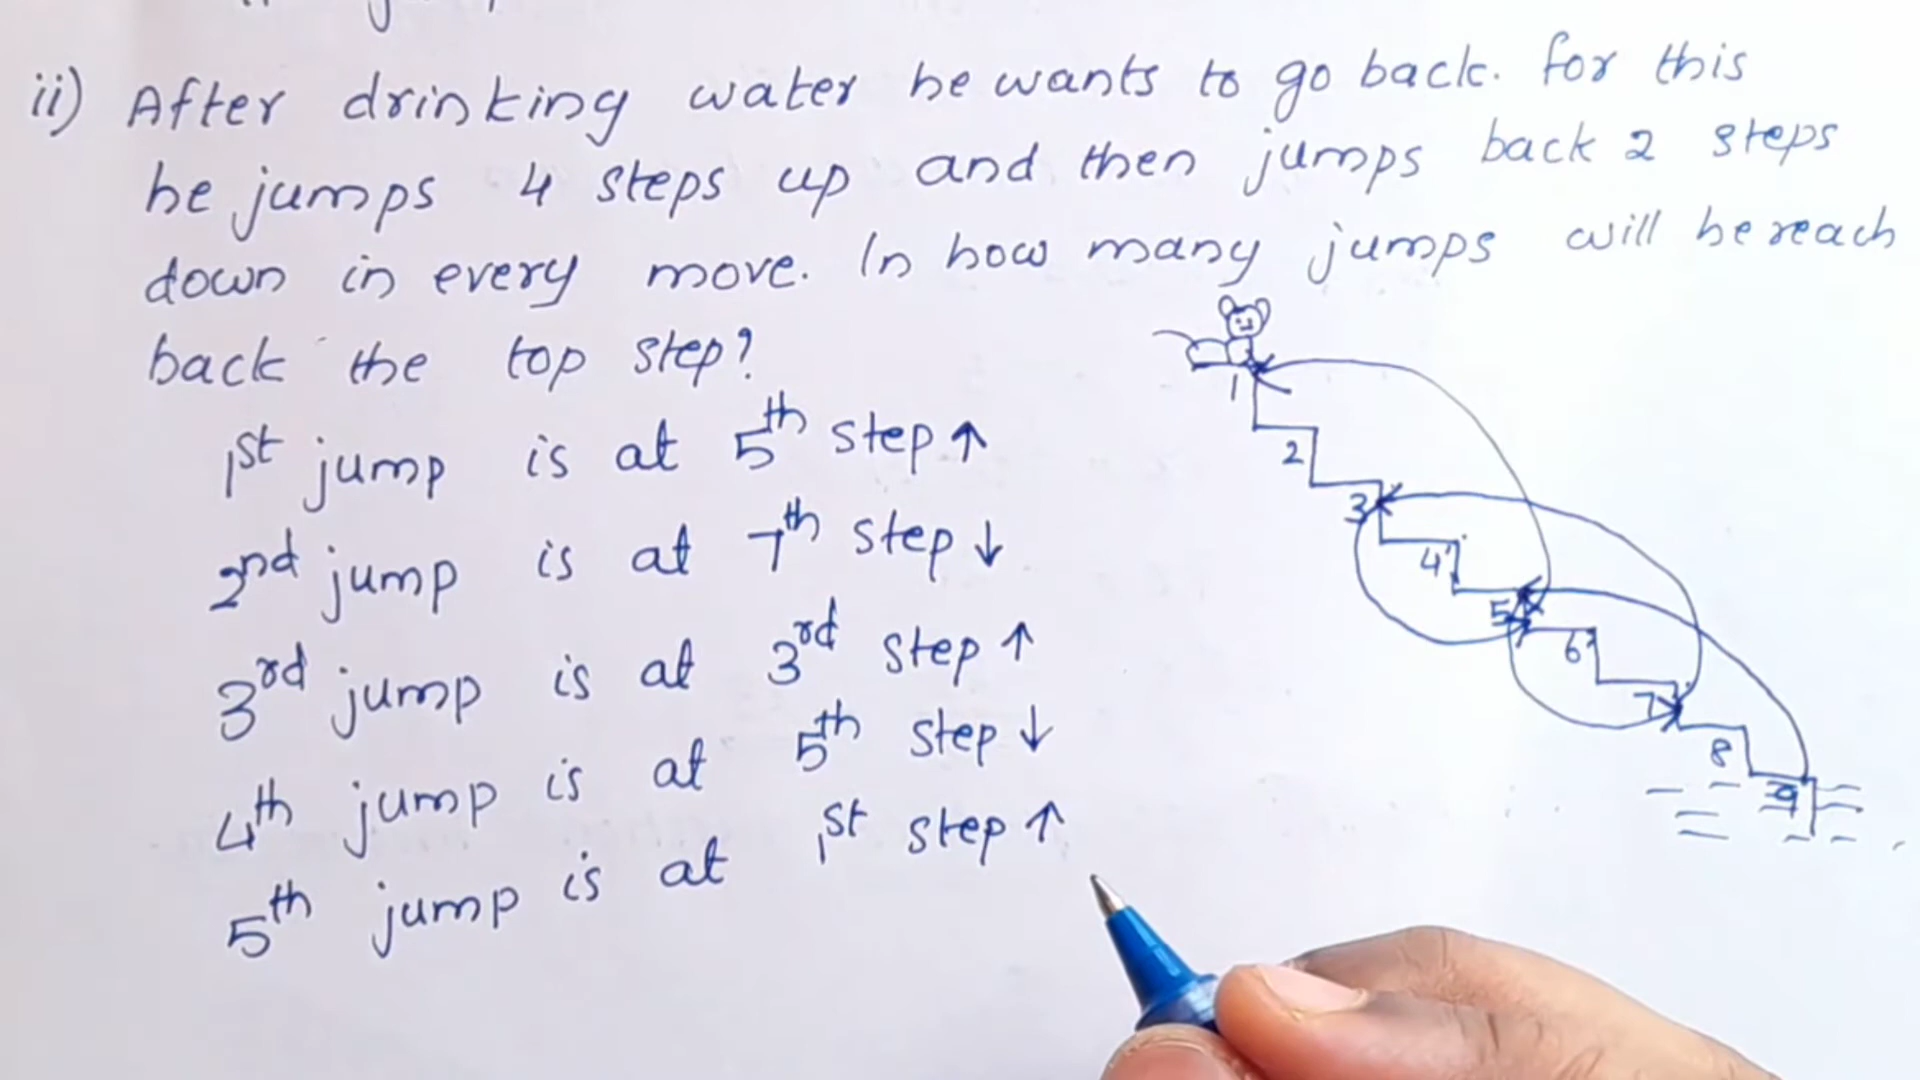 ii) After drinking water he wants to go back. For this
he jumps 4 steps up and then jumps back 2 steps
down in every move. In how many jumps will he reach
back the top step?
1st jump is at 5th step ↑
2nd jump is at 7th step ↓
3rd jump is at 3rd step ↑
4th jump is at 5th step ↓
5th jump is at 1st step ↑
1
2
3
4
5
6
7
8
9